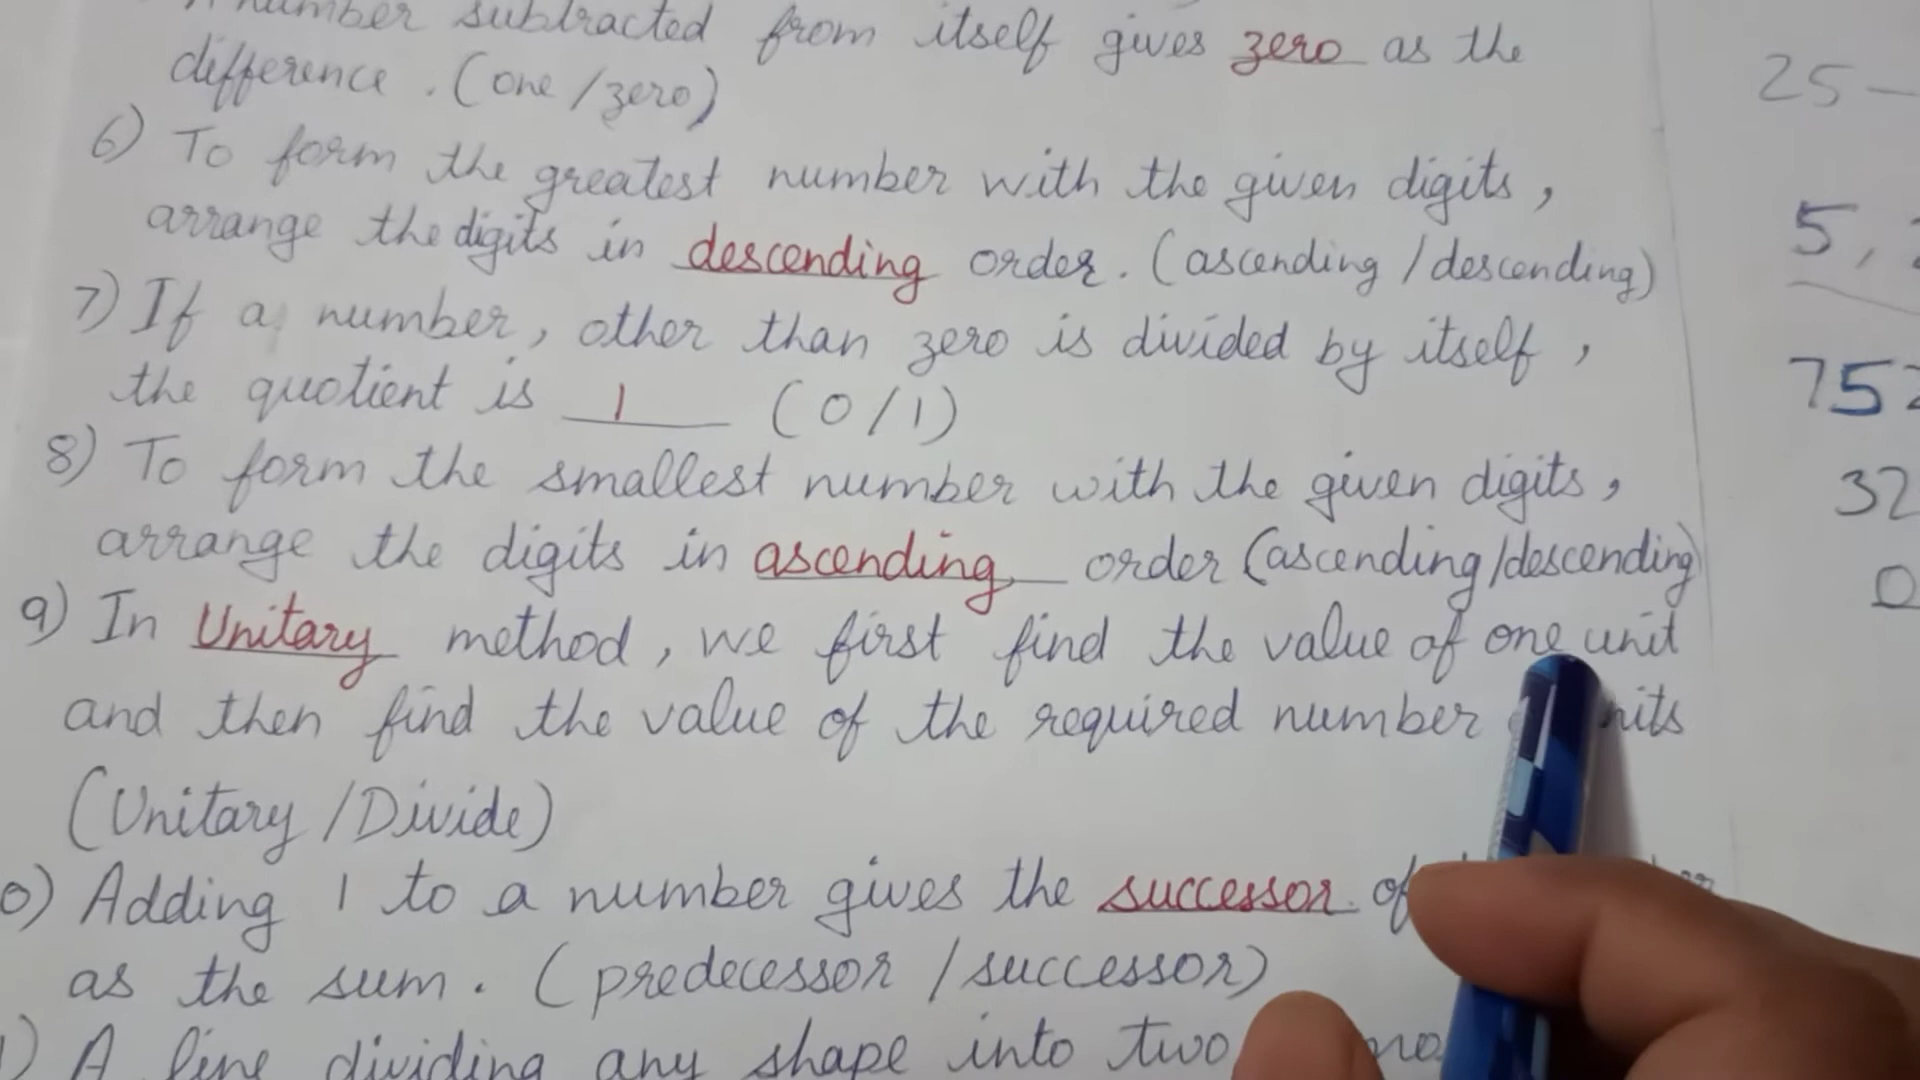 number subtracted from itself gives zero as the
difference. (one/zero)
6) To form the greatest number with the given digits,
arrange the digits in descending order. (ascending/descending)
7) If a number, other than zero is divided by itself,
the quotient is 1 (0/1)
8) To form the smallest number with the given digits,
arrange the digits in ascending order (ascending/descending)
9) In Unitary method, we first find the value of one unit
and then find the value of the required number
(Unitary/Divide)
0) Adding 1 to a number gives the successor of
as the sum. (predecessor/successor)
) A line dividing any shape into two
25-
5,
752
32
0